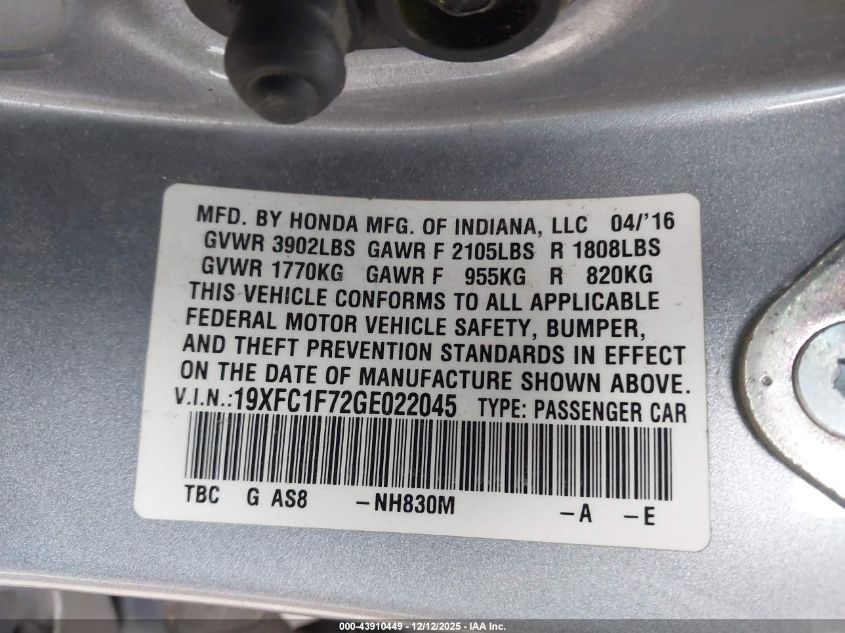 MFD. BY HONDA MFG. OF INDIANA, LLC 04/'16
GVWR 3902LBS GAWR F 2105LBS R 1808LBS
GVWR 1770KG GAWR F 955KG R 820KG
THIS VEHICLE CONFORMS TO ALL APPLICABLE
FEDERAL MOTOR VEHICLE SAFETY, BUMPER,
AND THEFT PREVENTION STANDARDS IN EFFECT
ON THE DATE OF MANUFACTURE SHOWN ABOVE.
V.I.N.:19XFC1F72GE022045 TYPE: PASSENGER CAR
TBC G AS8 -NH830M -A -E
000-43910449 - 12/12/2025 - IAA Inc.